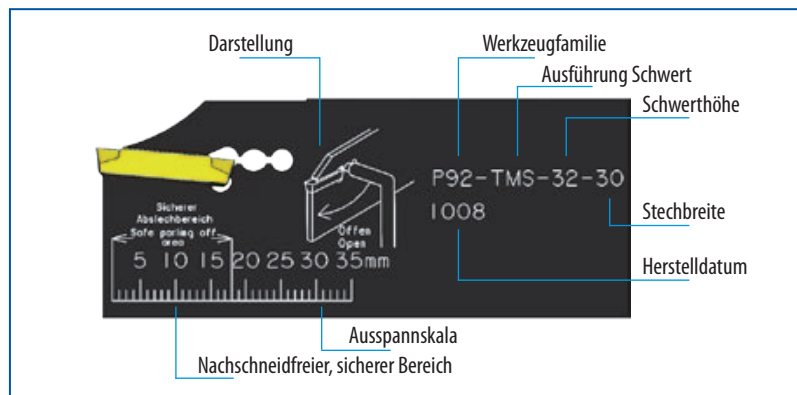 Darstellung
Werkzeugfamilie
Ausführung Schwert
Schwerthöhe
P92-TMS-32-30
1008
Stechbreite
Herstelldatum
Sicherer
Abstechbereich
Safe parting off
area
Offen
Open
5 10 15 20 25 30 35mm
Ausspannskala
Nachschneidfreier, sicherer Bereich